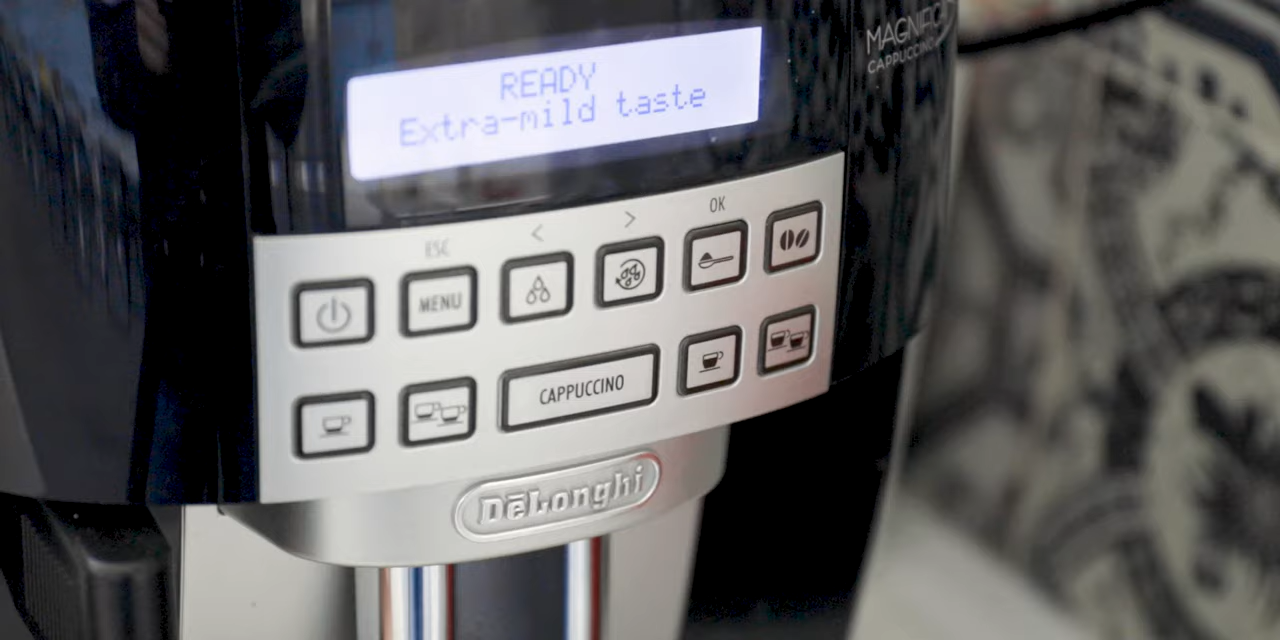 READY
Extra-mild taste
MAGNIFICA
CAPPUCCINO
ESC
<
>
OK
MENU
CAPPUCCINO
DeLonghi